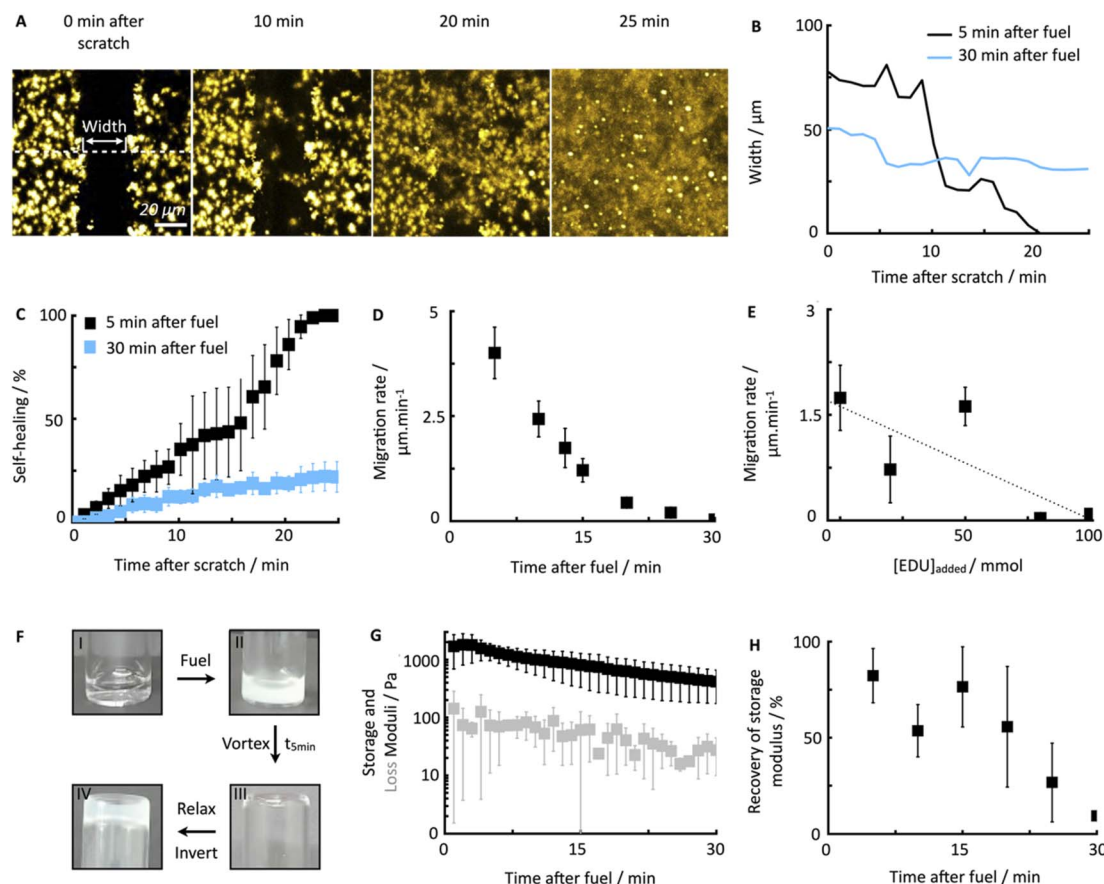 A
0 min after
scratch
10 min
20 min
25 min
Width
20 µm
B
5 min after fuel
30 min after fuel
100
50
0
Width / µm
0
10
20
Time after scratch / min
C
5 min after fuel
30 min after fuel
100
50
0
Self-healing / %
0
10
20
Time after scratch / min
D
5
2.5
0
Migration rate /
µm.min⁻¹
0
15
30
Time after fuel / min
E
3
1.5
0
Migration rate /
µm.min⁻¹
0
50
100
[EDU]added / mmol
F
I
Fuel
II
Vortex
t5min
IV
Relax
Invert
III
G
1000
100
10
0
Storage and
Loss Moduli / Pa
0
15
30
Time after fuel / min
H
100
50
0
Recovery of storage
modulus / %
0
15
30
Time after fuel / min